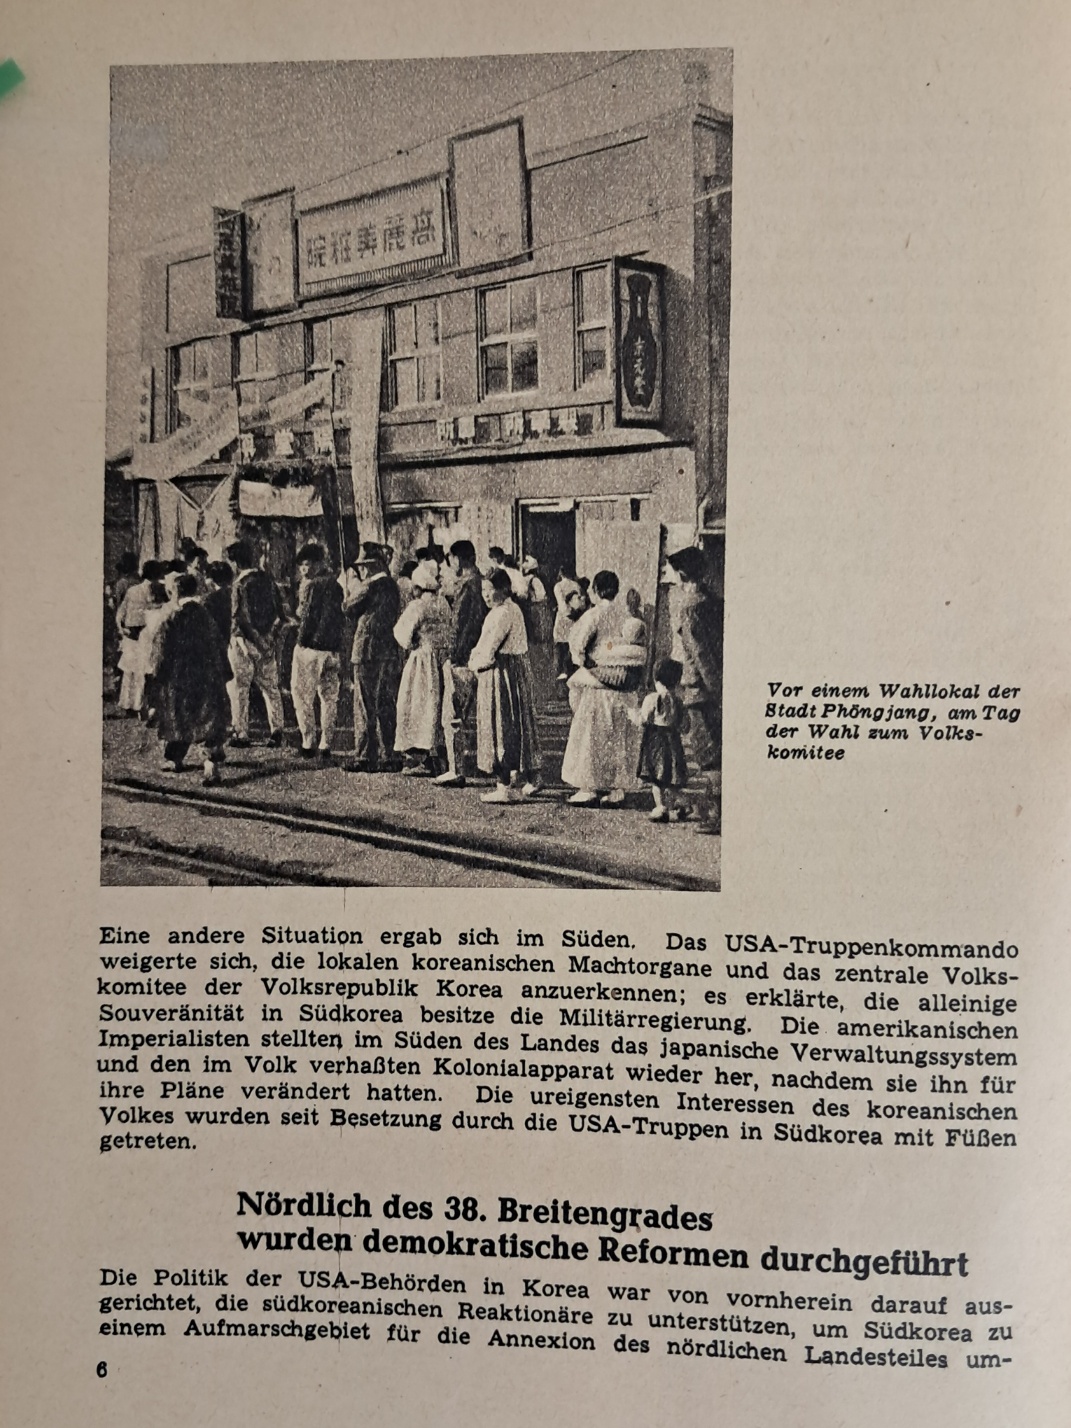 院粧美麗高
京元堂
Vor einem Wahllokal der
Stadt Phöngjang, am Tag
der Wahl zum Volks-
komitee
Eine andere Situation ergab sich im Süden. Das USA-Truppenkommando
weigerte sich, die lokalen koreanischen Machtorgane und das zentrale Volks-
komitee der Volksrepublik Korea anzuerkennen; es erklärte, die alleinige
Souveränität in Südkorea besitze die Militärregierung. Die amerikanischen
Imperialisten stellten im Süden des Landes das japanische Verwaltungssystem
und den im Volk verhaßten Kolonialapparat wieder her, nachdem sie ihn für
ihre Pläne verändert hatten. Die ureigensten Interessen des koreanischen
Volkes wurden seit Besetzung durch die USA-Truppen in Südkorea mit Füßen
getreten.
Nördlich des 38. Breitengrades
wurden demokratische Reformen durchgeführt
Die Politik der USA-Behörden in Korea war von vornherein darauf aus-
gerichtet, die südkoreanischen Reaktionäre zu unterstützen, um Südkorea zu
einem Aufmarschgebiet für die Annexion des nördlichen Landesteiles um-
6